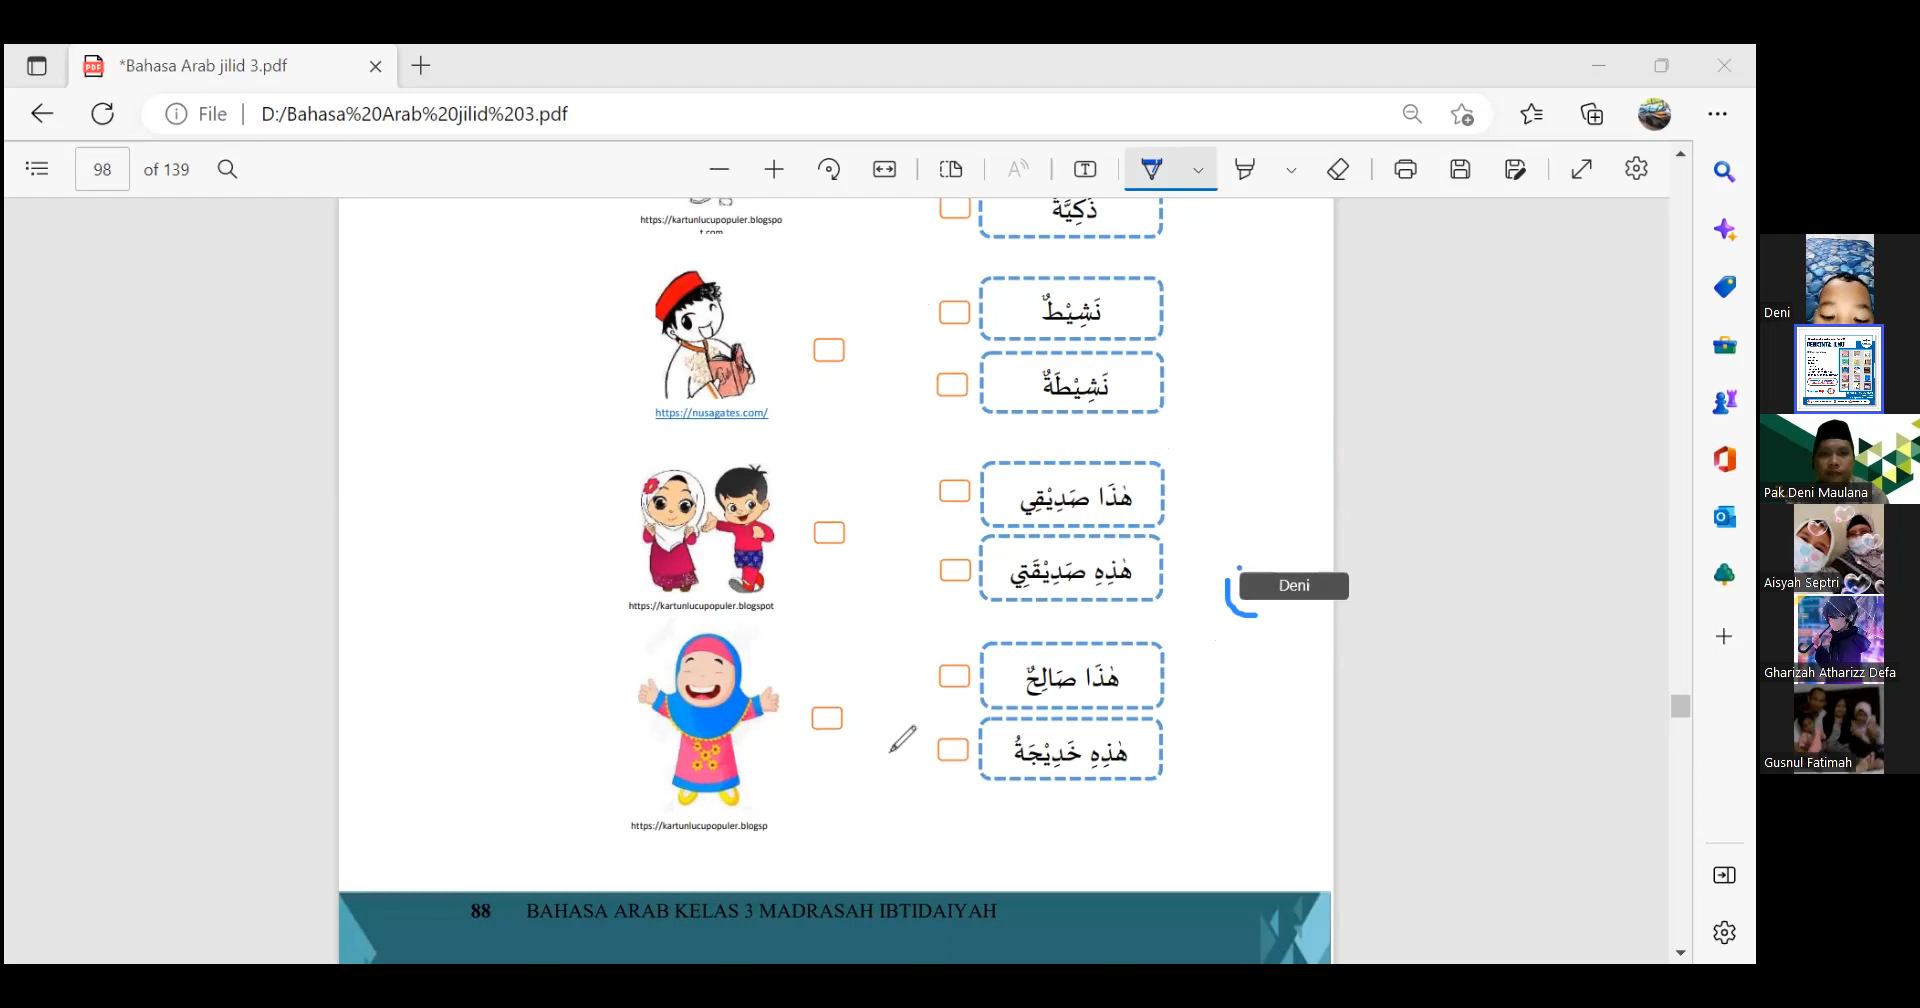 *Bahasa Arab jilid 3.pdf
File
D:/Bahasa%20Arab%20jilid%203.pdf
98 of 139
https://kartunlucupopuler.blogspo
t.com
ذَكِيَّةٌ
نَشِيْطٌ
نَشِيْطَةٌ
https://nusagates.com/
هٰذَا صَدِيْقِي
هٰذِهِ صَدِيْقَتِي
https://kartunlucupopuler.blogspot
هٰذَا صَالِحٌ
هٰذِهِ خَدِيْجَةُ
https://kartunlucupopuler.blogsp
88 BAHASA ARAB KELAS 3 MADRASAH IBTIDAIYAH
Deni
Deni
Pak Deni Maulana
Aisyah Septri
Gharizah Atharizz Defa
Gusnul Fatimah